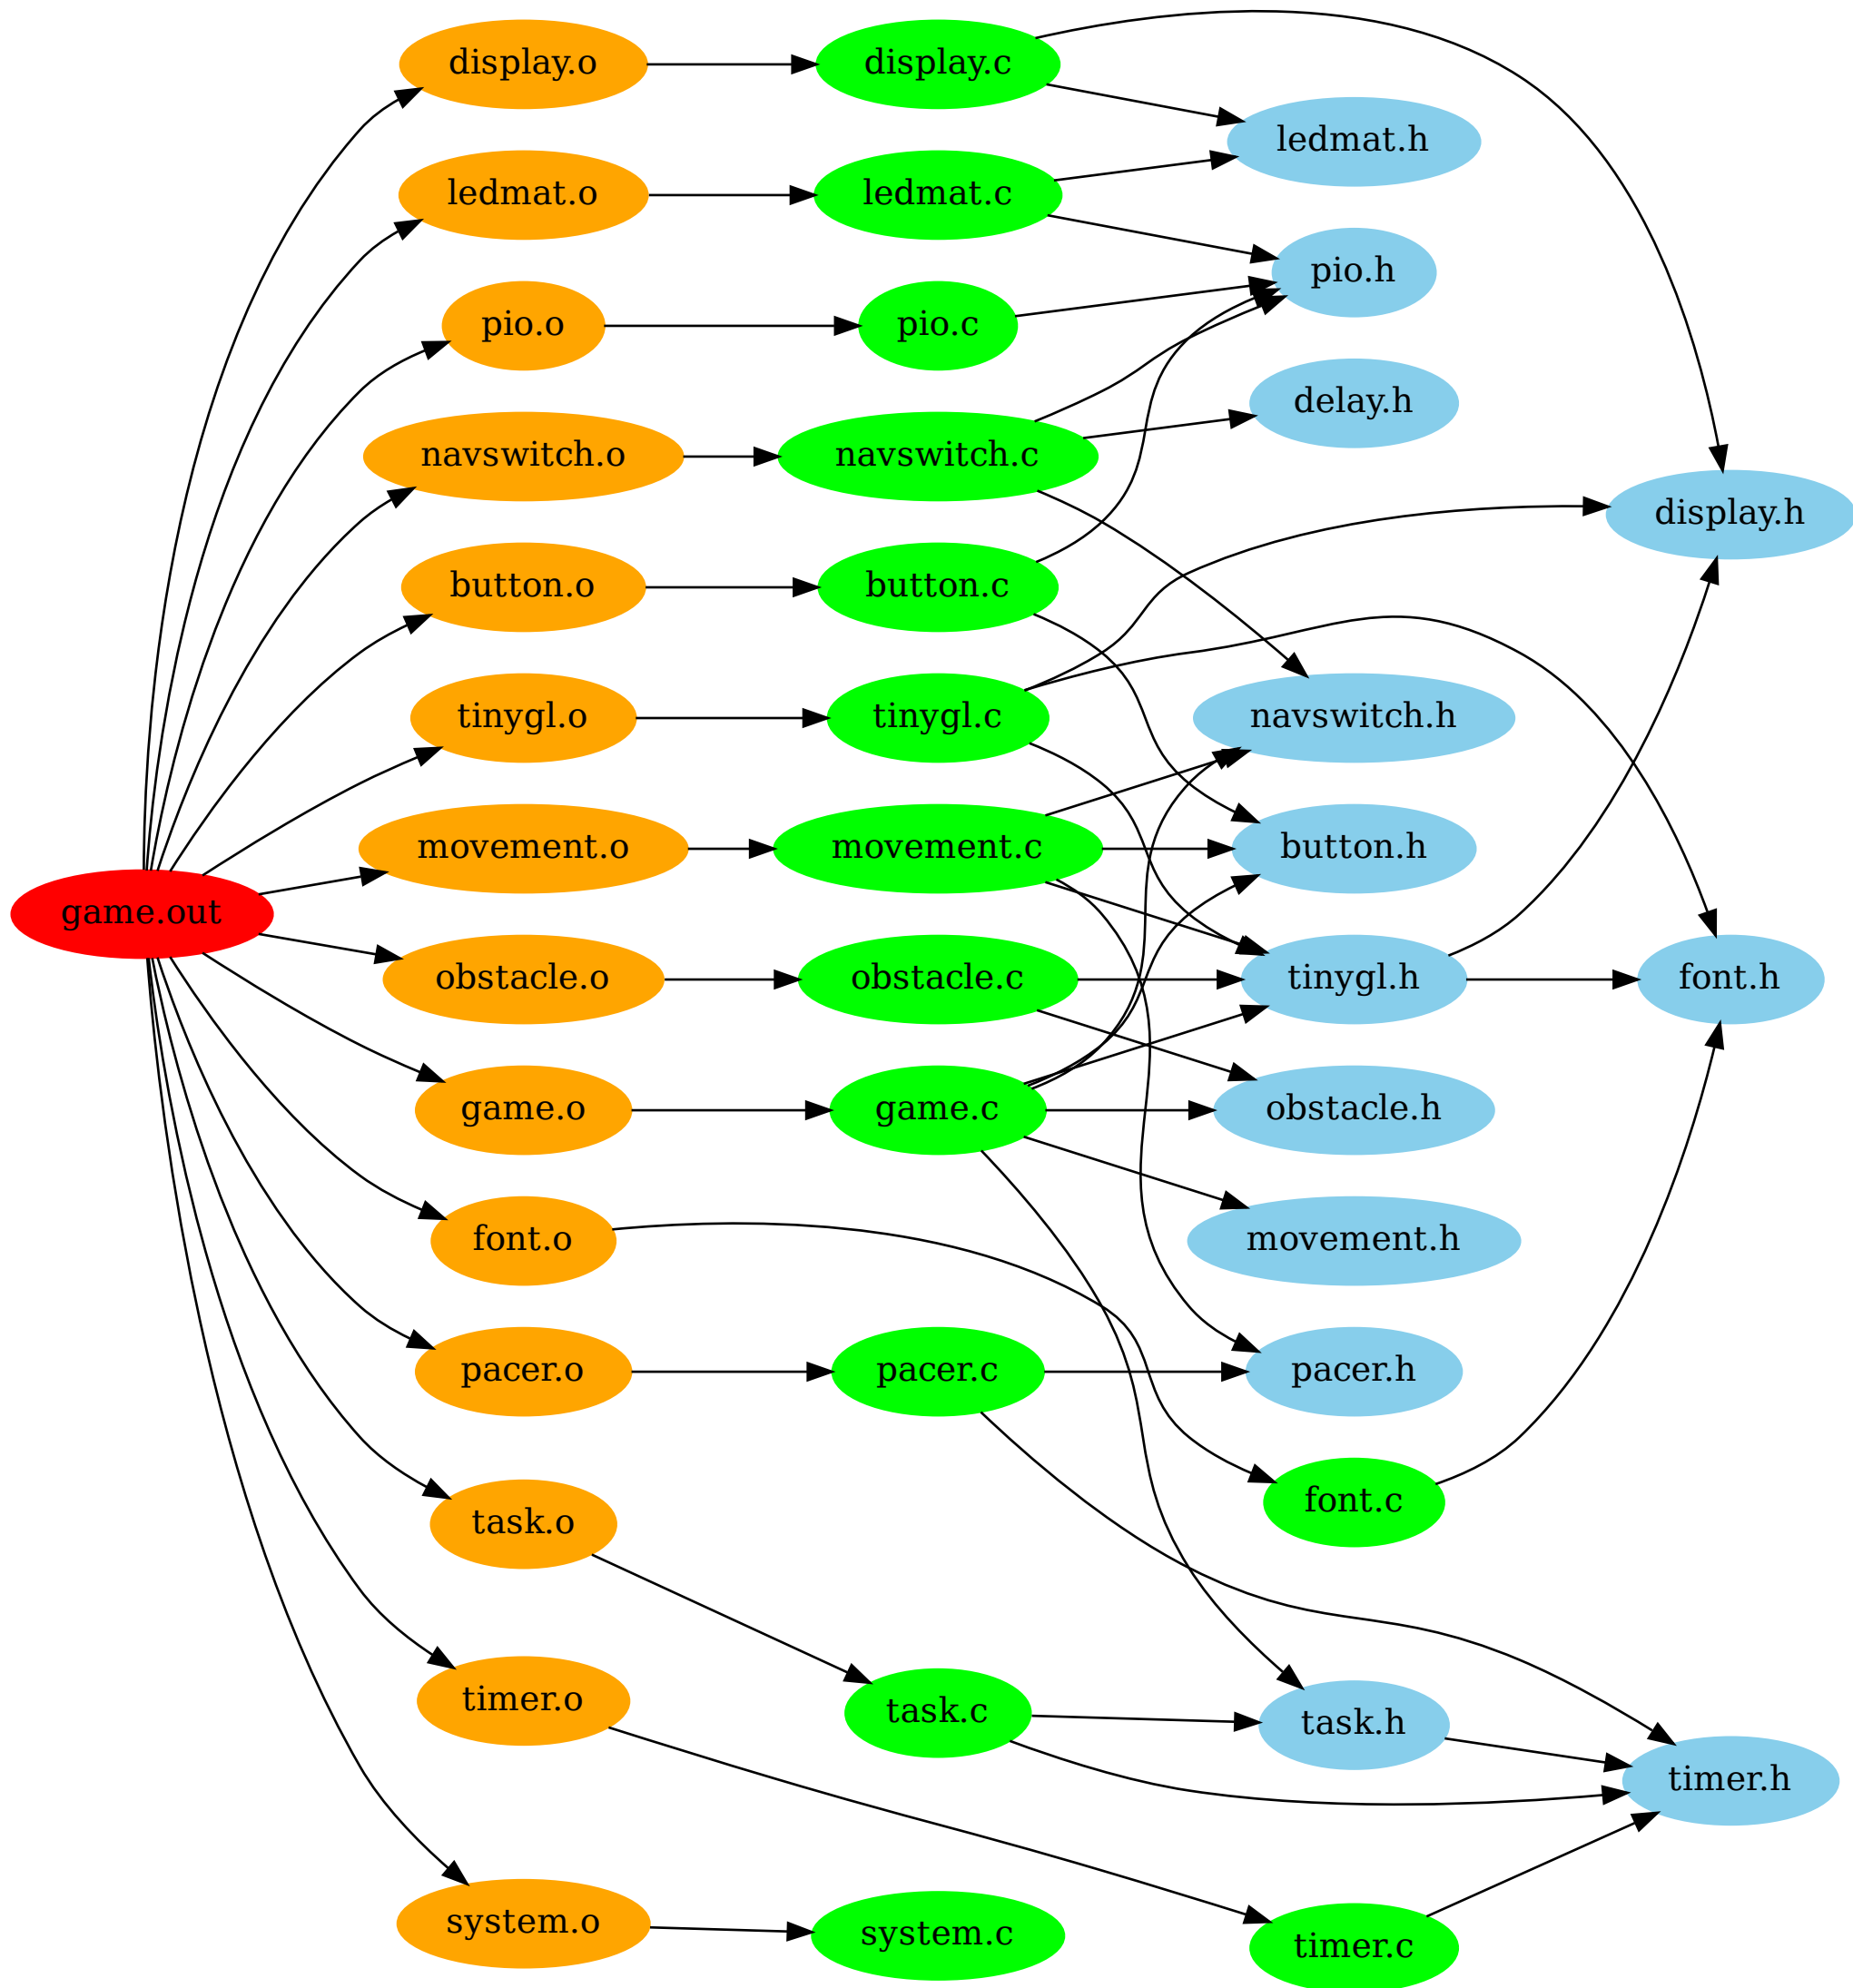 game.out
display.o
ledmat.o
pio.o
navswitch.o
button.o
tinygl.o
movement.o
obstacle.o
game.o
font.o
pacer.o
task.o
timer.o
system.o
display.c
ledmat.c
pio.c
navswitch.c
button.c
tinygl.c
movement.c
obstacle.c
game.c
pacer.c
task.c
system.c
ledmat.h
pio.h
delay.h
navswitch.h
button.h
tinygl.h
obstacle.h
movement.h
pacer.h
font.c
task.h
timer.c
display.h
font.h
timer.h